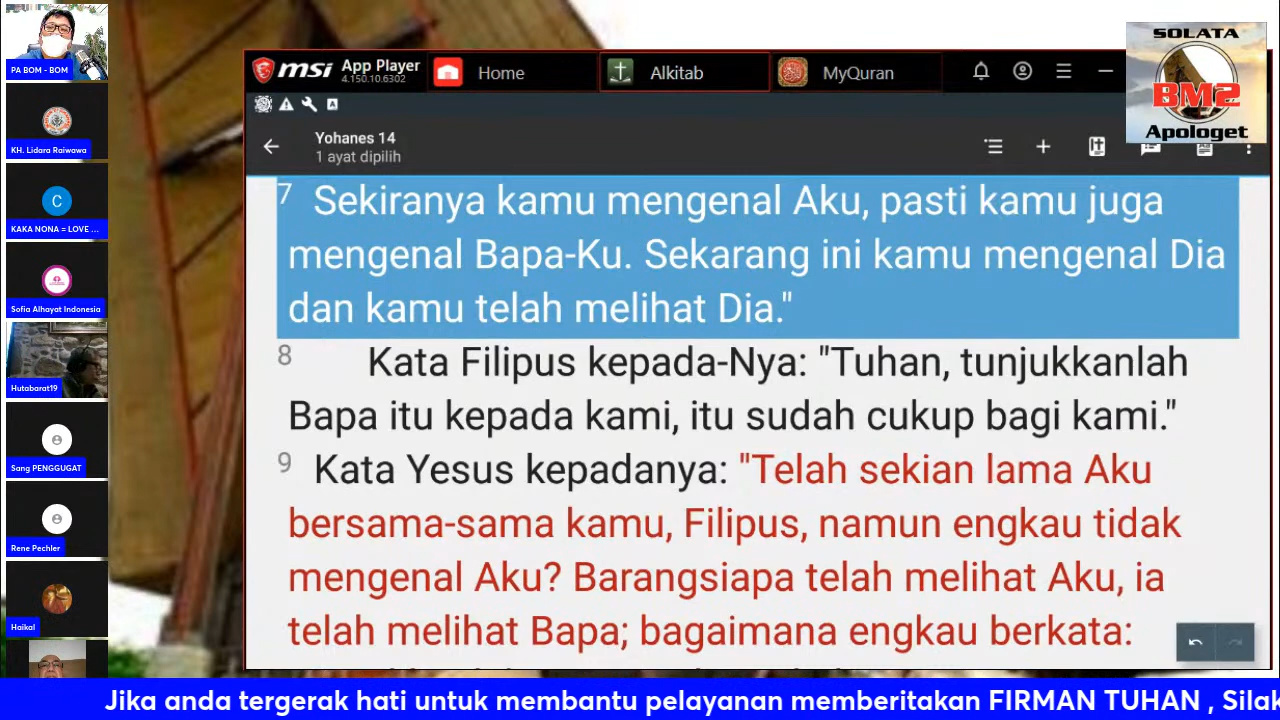 PA BOM - BOM
KH. Lidara Raiwawa
C
KAKA NONA = LOVE ...
Sofia Alhayat Indonesia
Hutabarat19
Sang PENGGUGAT
Rene Pechler
Haikal
msi App Player
4.150.10.6302
Home
Alkitab
MyQuran
SOLATA
BM2
Apologet
A
Yohanes 14
1 ayat dipilih
7 Sekiranya kamu mengenal Aku, pasti kamu juga
mengenal Bapa-Ku. Sekarang ini kamu mengenal Dia
dan kamu telah melihat Dia."
8 Kata Filipus kepada-Nya: "Tuhan, tunjukkanlah
Bapa itu kepada kami, itu sudah cukup bagi kami."
9 Kata Yesus kepadanya: "Telah sekian lama Aku
bersama-sama kamu, Filipus, namun engkau tidak
mengenal Aku? Barangsiapa telah melihat Aku, ia
telah melihat Bapa; bagaimana engkau berkata:
Jika anda tergerak hati untuk membantu pelayanan memberitakan FIRMAN TUHAN , Silak